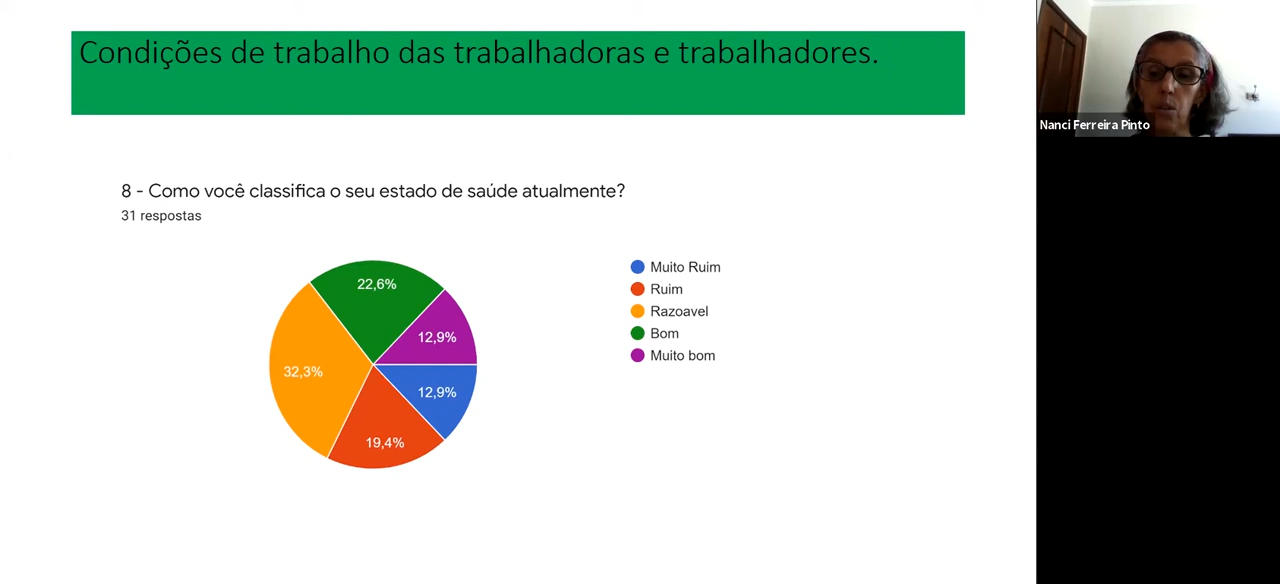 Condições de trabalho das trabalhadoras e trabalhadores.
Nanci Ferreira Pinto
8 - Como você classifica o seu estado de saúde atualmente?
31 respostas
22,6%
12,9%
32,3%
12,9%
19,4%
Muito Ruim
Ruim
Razoavel
Bom
Muito bom